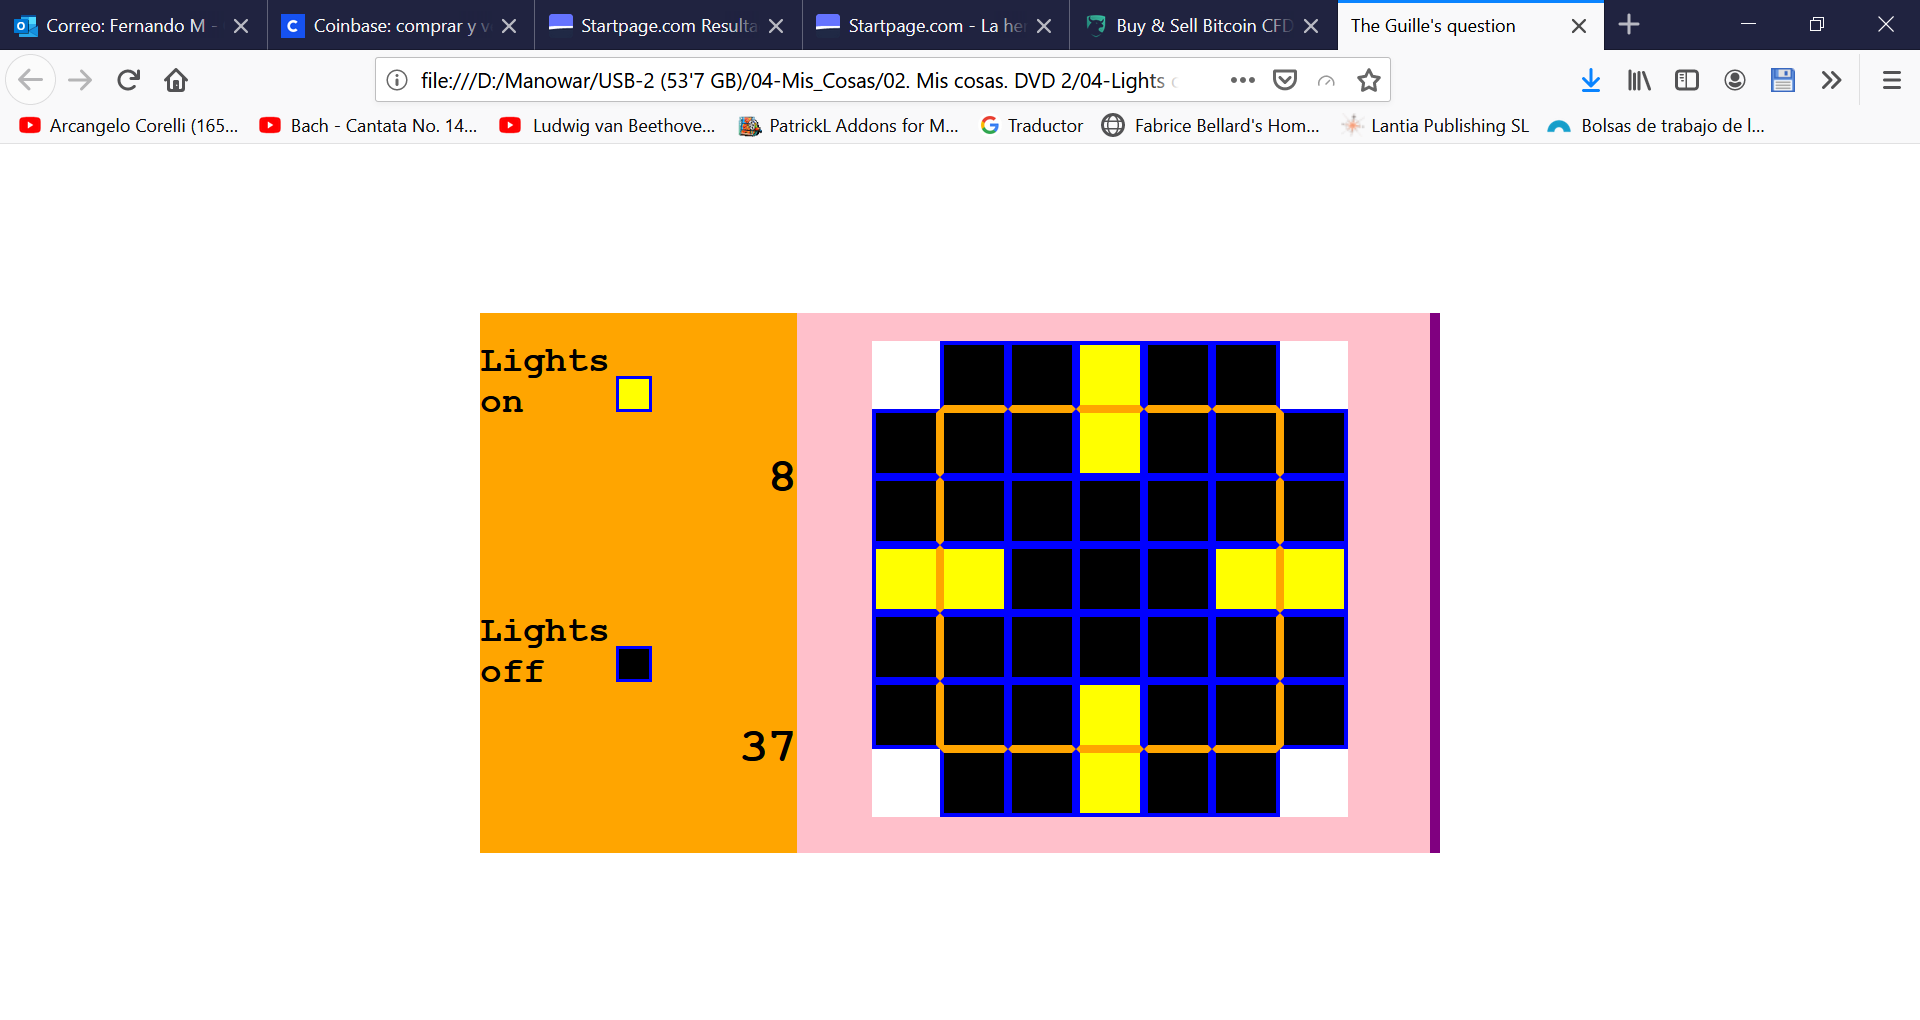 Correo: Fernando M -
Coinbase: comprar y v
Startpage.com Resulta
Startpage.com - La he
Buy & Sell Bitcoin CFD
The Guille's question
file:///D:/Manowar/USB-2 (53'7 GB)/04-Mis_Cosas/02. Mis cosas. DVD 2/04-Lights
Arcangelo Corelli (165...
Bach - Cantata No. 14...
Ludwig van Beethove...
PatrickL Addons for M...
Traductor
Fabrice Bellard's Hom...
Lantia Publishing SL
Bolsas de trabajo de l...
Lights
on
8
Lights
off
37